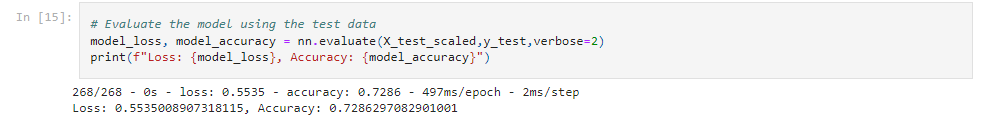 In [15]:
# Evaluate the model using the test data
model_loss, model_accuracy = nn.evaluate(X_test_scaled,y_test,verbose=2)
print(f"Loss: {model_loss}, Accuracy: {model_accuracy}")
268/268 - 0s - loss: 0.5535 - accuracy: 0.7286 - 497ms/epoch - 2ms/step
Loss: 0.5535008907318115, Accuracy: 0.7286297082901001